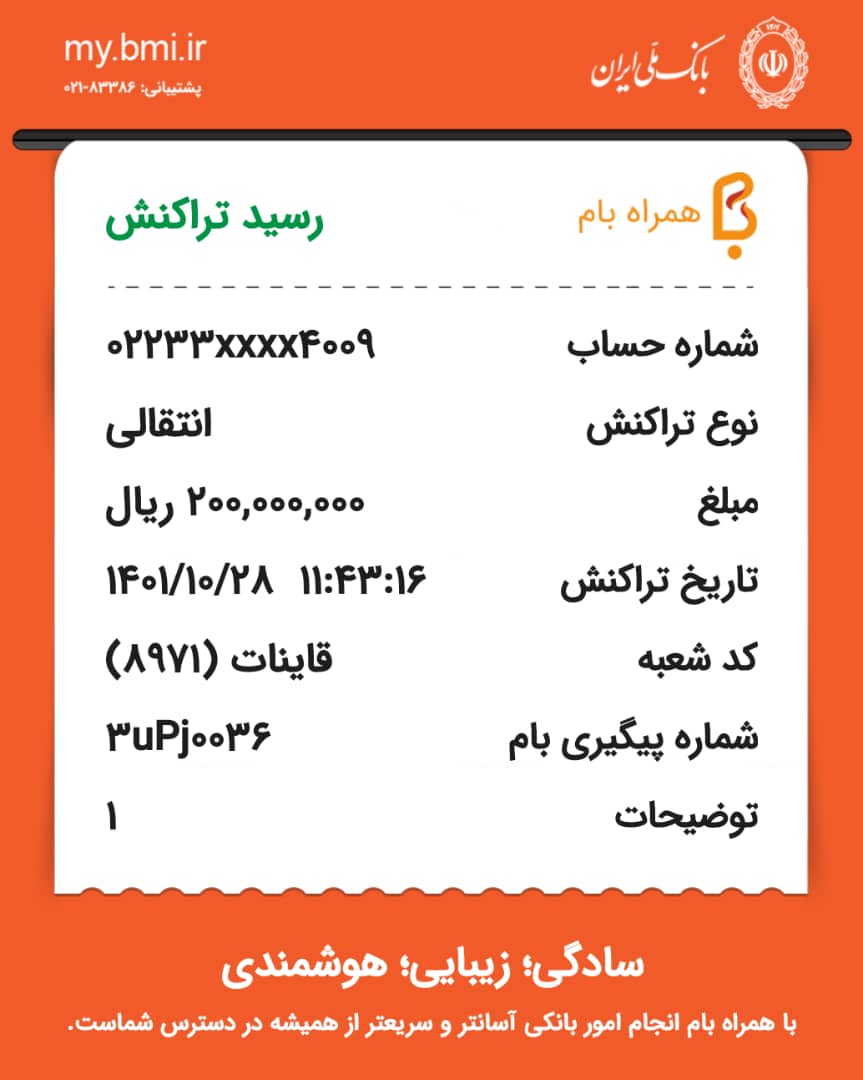 بانک ملی ایران
my.bmi.ir
پشتیبانی: ۸۳۳۸۶-۰۲۱
همراه بام
رسید تراکنش
شماره حساب ۰۲۲۳۳xxxx۴۰۰۹
نوع تراکنش انتقالی
مبلغ ۲۰۰,۰۰۰,۰۰۰ ریال
تاریخ تراکنش ۱۴۰۱/۱۰/۲۸ ۱۱:۴۳:۱۶
کد شعبه قاینات (۸۹۷۱)
شماره پیگیری بام ۳uPj۰۰۳۶
توضیحات ۱
سادگی؛ زیبایی؛ هوشمندی
با همراه بام انجام امور بانکی آسانتر و سریعتر از همیشه در دسترس شماست.